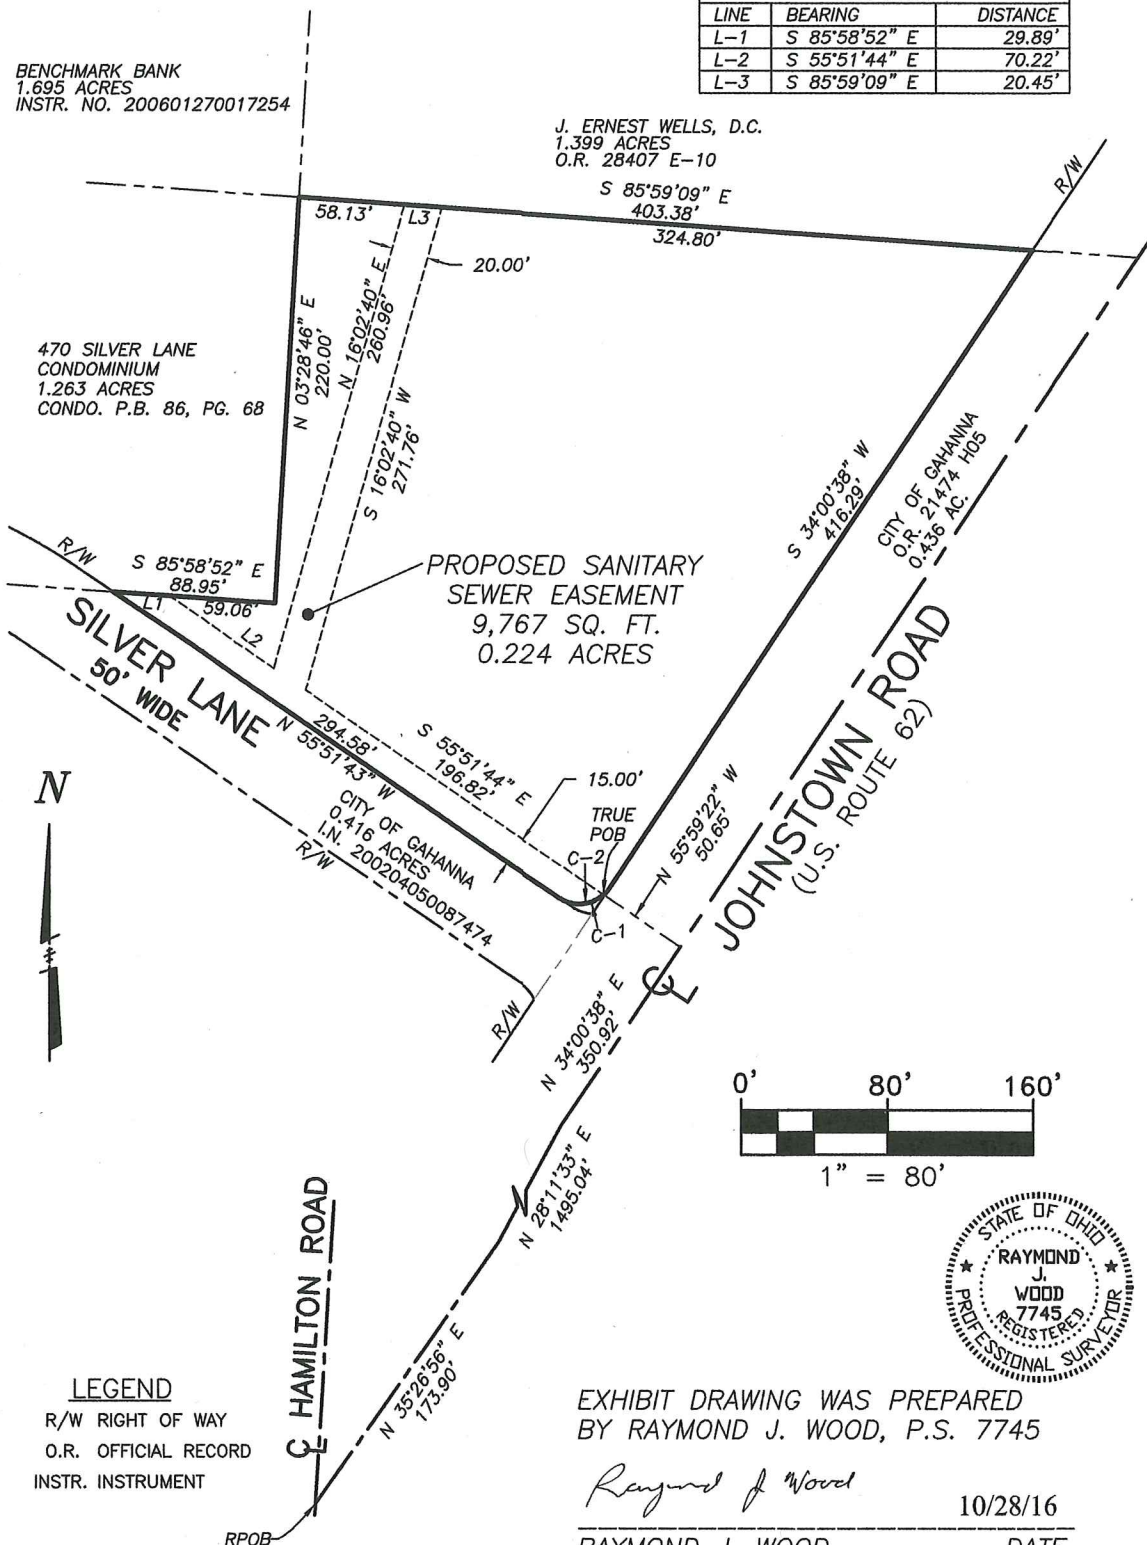 LINE BEARING DISTANCE
L-1 S 85°58'52" E 29.89'
L-2 S 55°51'44" E 70.22'
L-3 S 85°59'09" E 20.45'
BENCHMARK BANK
1.695 ACRES
INSTR. NO. 200601270017254
J. ERNEST WELLS, D.C.
1.399 ACRES
O.R. 28407 E-10
R/W
S 85°59'09" E
403.38'
324.80'
58.13'
L3
20.00'
N 03°28'46" E
220.00'
N 16°02'40" E
260.96'
S 16°02'40" W
271.76'
470 SILVER LANE
CONDOMINIUM
1.263 ACRES
CONDO. P.B. 86, PG. 68
S 34°00'38" W
416.29'
CITY OF GAHANNA
O.R. 21474 H05
0.436 AC.
R/W
S 85°58'52" E
88.95'
59.06'
L1
L2
PROPOSED SANITARY
SEWER EASEMENT
9,767 SQ. FT.
0.224 ACRES
SILVER LANE
50' WIDE
294.58'
N 55°51'43" W
S 55°51'44" E
196.82'
15.00'
TRUE
POB
C-2
C-1
N 55°59'22" W
50.65'
JOHNSTOWN ROAD
(U.S. ROUTE 62)
CITY OF GAHANNA
0.416 ACRES
I.N. 200204050087474
R/W
N
R/W
CL
N 34°00'38" E
350.92'
0' 80' 160'
1" = 80'
N 28°11'33" E
1495.04'
STATE OF OHIO
RAYMOND
J.
WOOD
7745
REGISTERED
PROFESSIONAL SURVEYOR
CL HAMILTON ROAD
N 35°26'56" E
173.90'
LEGEND
R/W RIGHT OF WAY
O.R. OFFICIAL RECORD
INSTR. INSTRUMENT
RPOB
EXHIBIT DRAWING WAS PREPARED
BY RAYMOND J. WOOD, P.S. 7745
Raymond J Wood
10/28/16
RAYMOND J. WOOD DATE